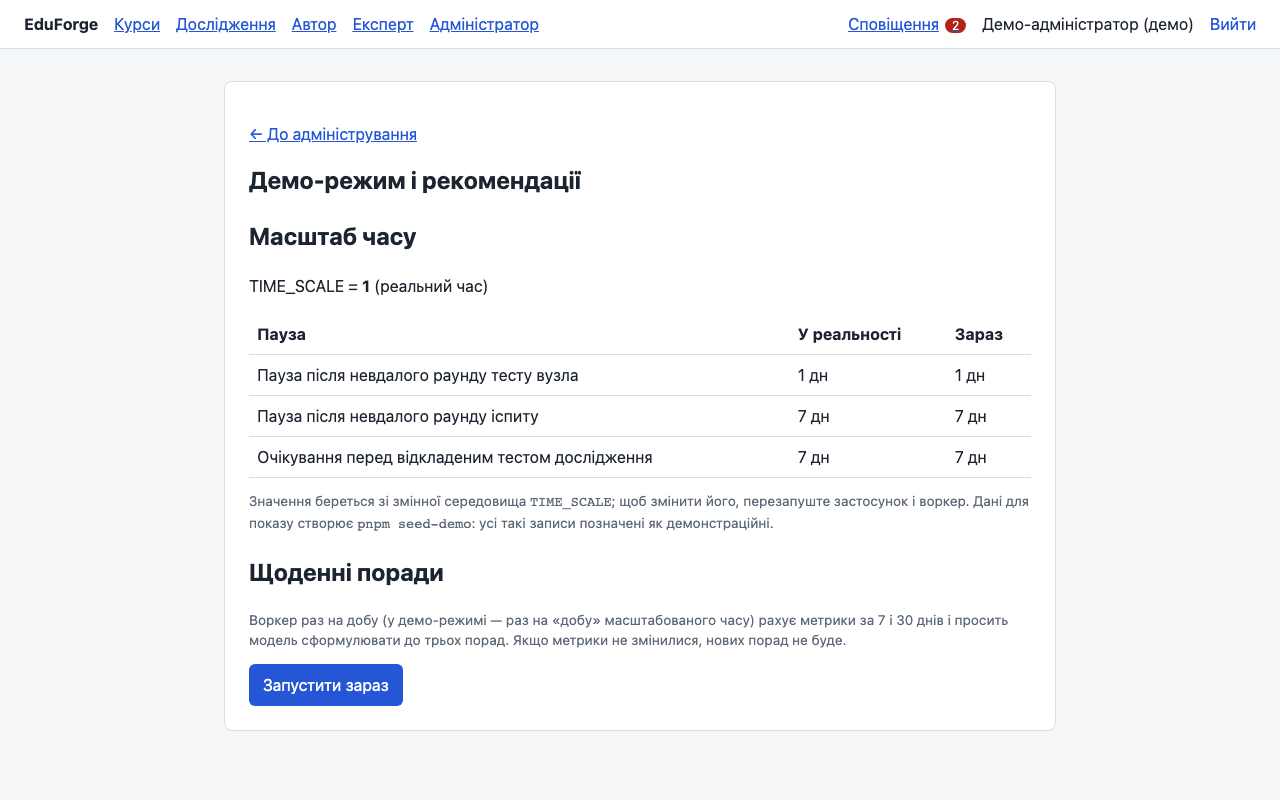 EduForge Курси Дослідження Автор Експерт Адміністратор Сповіщення 2 Демо-адміністратор (демо) Вийти
← До адміністрування
Демо-режим і рекомендації
Масштаб часу
TIME_SCALE = 1 (реальний час)
Пауза У реальності Зараз
Пауза після невдалого раунду тесту вузла 1 дн 1 дн
Пауза після невдалого раунду іспиту 7 дн 7 дн
Очікування перед відкладеним тестом дослідження 7 дн 7 дн
Значення береться зі змінної середовища TIME_SCALE; щоб змінити його, перезапуште застосунок і воркер. Дані для
показу створює pnpm seed-demo: усі такі записи позначені як демонстраційні.
Щоденні поради
Воркер раз на добу (у демо-режимі — раз на «добу» масштабованого часу) рахує метрики за 7 і 30 днів і просить
модель сформулювати до трьох порад. Якщо метрики не змінилися, нових порад не буде.
Запустити зараз